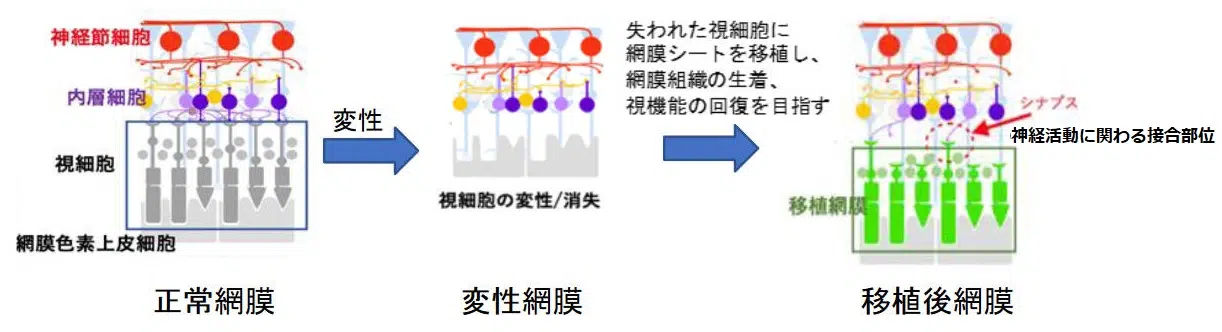 神経節細胞
内層細胞
視細胞
網膜色素上皮細胞
正常網膜
変性
視細胞の変性/消失
変性網膜
失われた視細胞に
網膜シートを移植し、
網膜組織の生着、
視機能の回復を目指す
シナプス
神経活動に関わる接合部位
移植網膜
移植後網膜